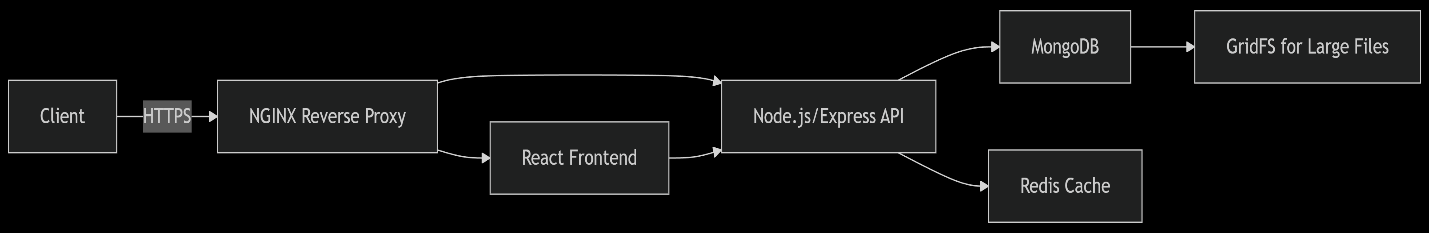 Client
HTTPS
NGINX Reverse Proxy
React Frontend
Node.js/Express API
MongoDB
GridFS for Large Files
Redis Cache